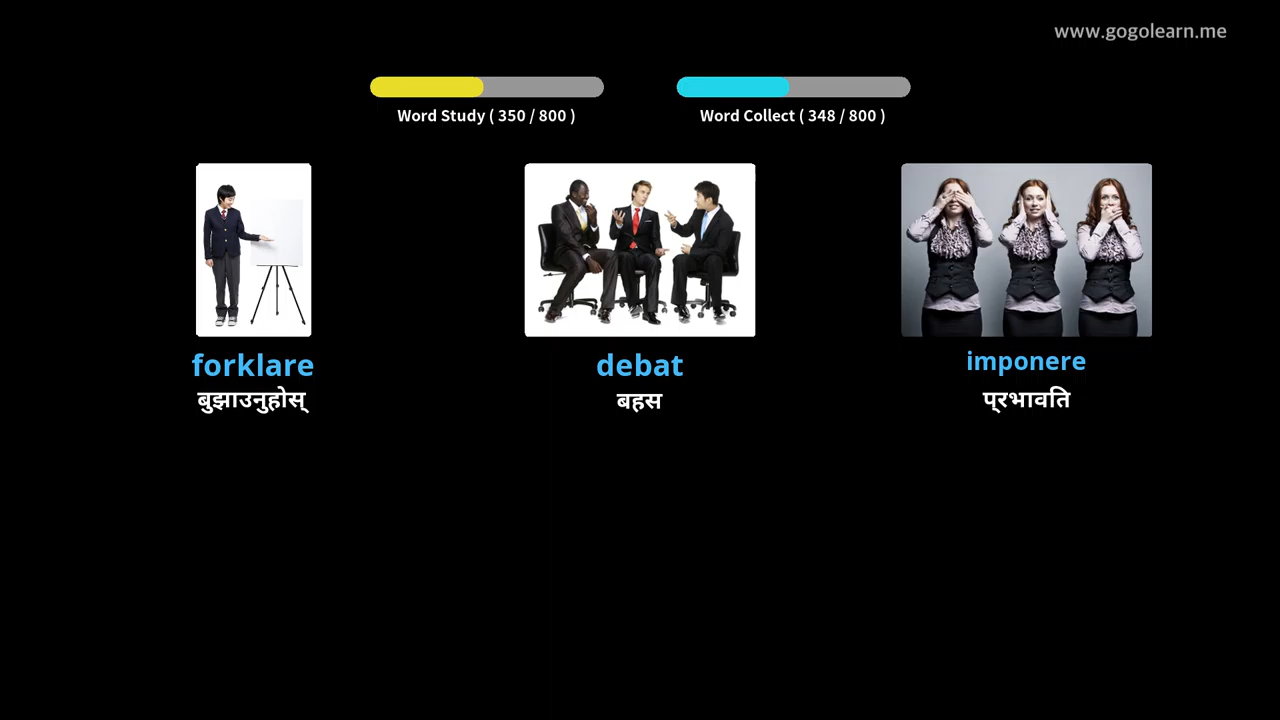 www.gogolearn.me
Word Study ( 350 / 800 )
Word Collect ( 348 / 800 )
forklare
debat
imponere
बुझाउनुहोस्
बहस
प्रभावति